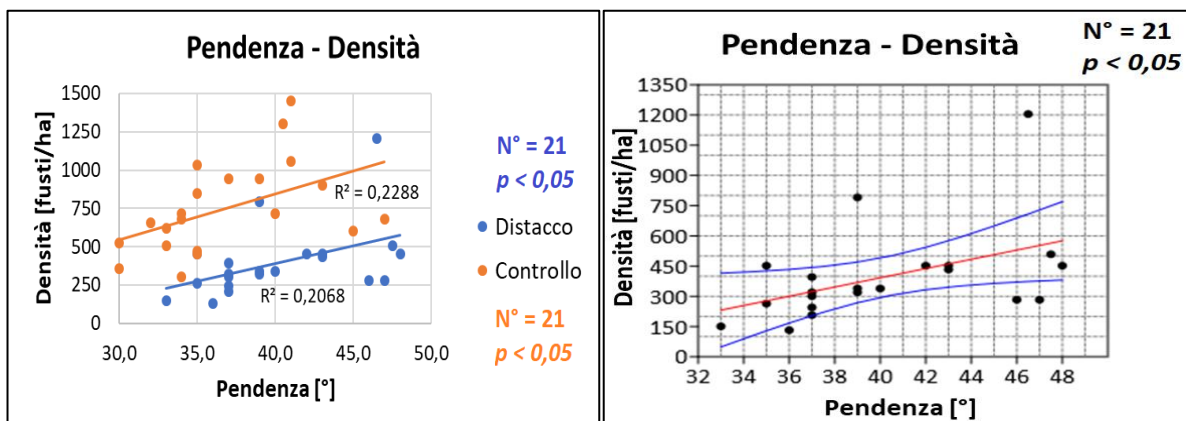 Pendenza - Densità
Densità [fusti/ha]
1500
1250
1000
750
500
250
0
30,0 35,0 40,0 45,0 50,0
Pendenza [°]
R² = 0,2288
R² = 0,2068
N° = 21
p < 0,05
Distacco
Controllo
N° = 21
p < 0,05
Pendenza - Densità
N° = 21
p < 0,05
Densità [fusti/ha]
1350
1200
1050
900
750
600
450
300
150
0
32 34 36 38 40 42 44 46 48
Pendenza [°]